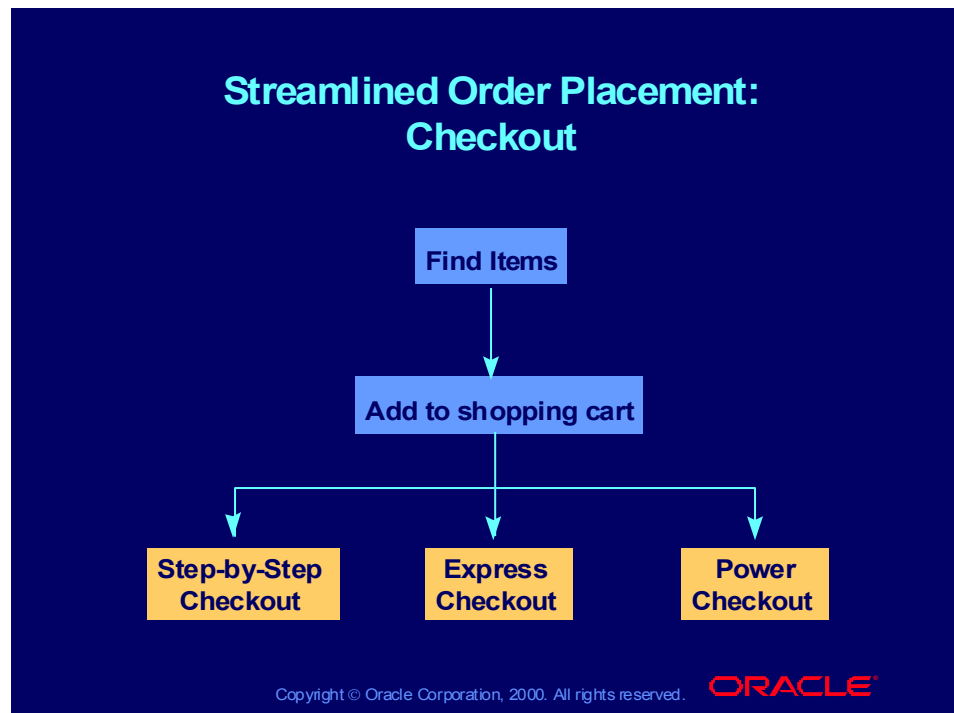 Streamlined Order Placement:
Checkout
Find Items
Add to shopping cart
Step-by-Step
Checkout
Express
Checkout
Power
Checkout
Copyright © Oracle Corporation, 2000. All rights reserved.
ORACLE®